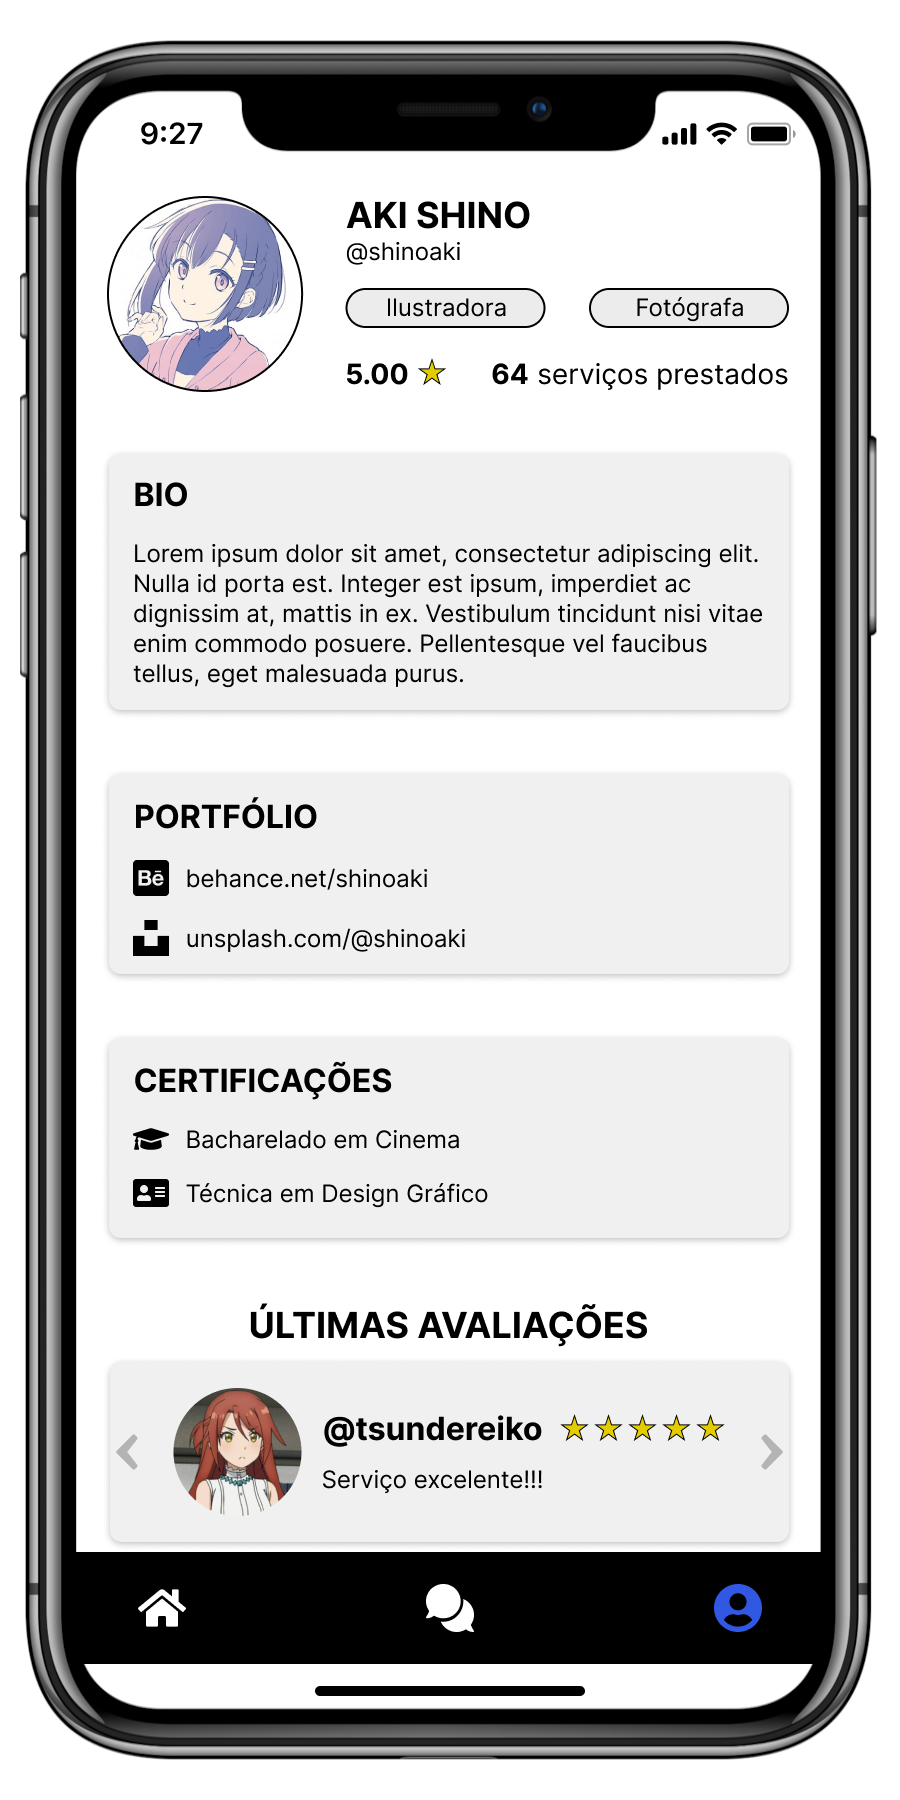 9:27
AKI SHINO
@shinoaki
Ilustradora
Fotógrafa
5.00 ★ 64 serviços prestados
BIO
Lorem ipsum dolor sit amet, consectetur adipiscing elit.
Nulla id porta est. Integer est ipsum, imperdiet ac
dignissim at, mattis in ex. Vestibulum tincidunt nisi vitae
enim commodo posuere. Pellentesque vel faucibus
tellus, eget malesuada purus.
PORTFÓLIO
Bē behance.net/shinoaki
unsplash.com/@shinoaki
CERTIFICAÇÕES
Bacharelado em Cinema
Técnica em Design Gráfico
ÚLTIMAS AVALIAÇÕES
@tsundereiko ★★★★★
Serviço excelente!!!